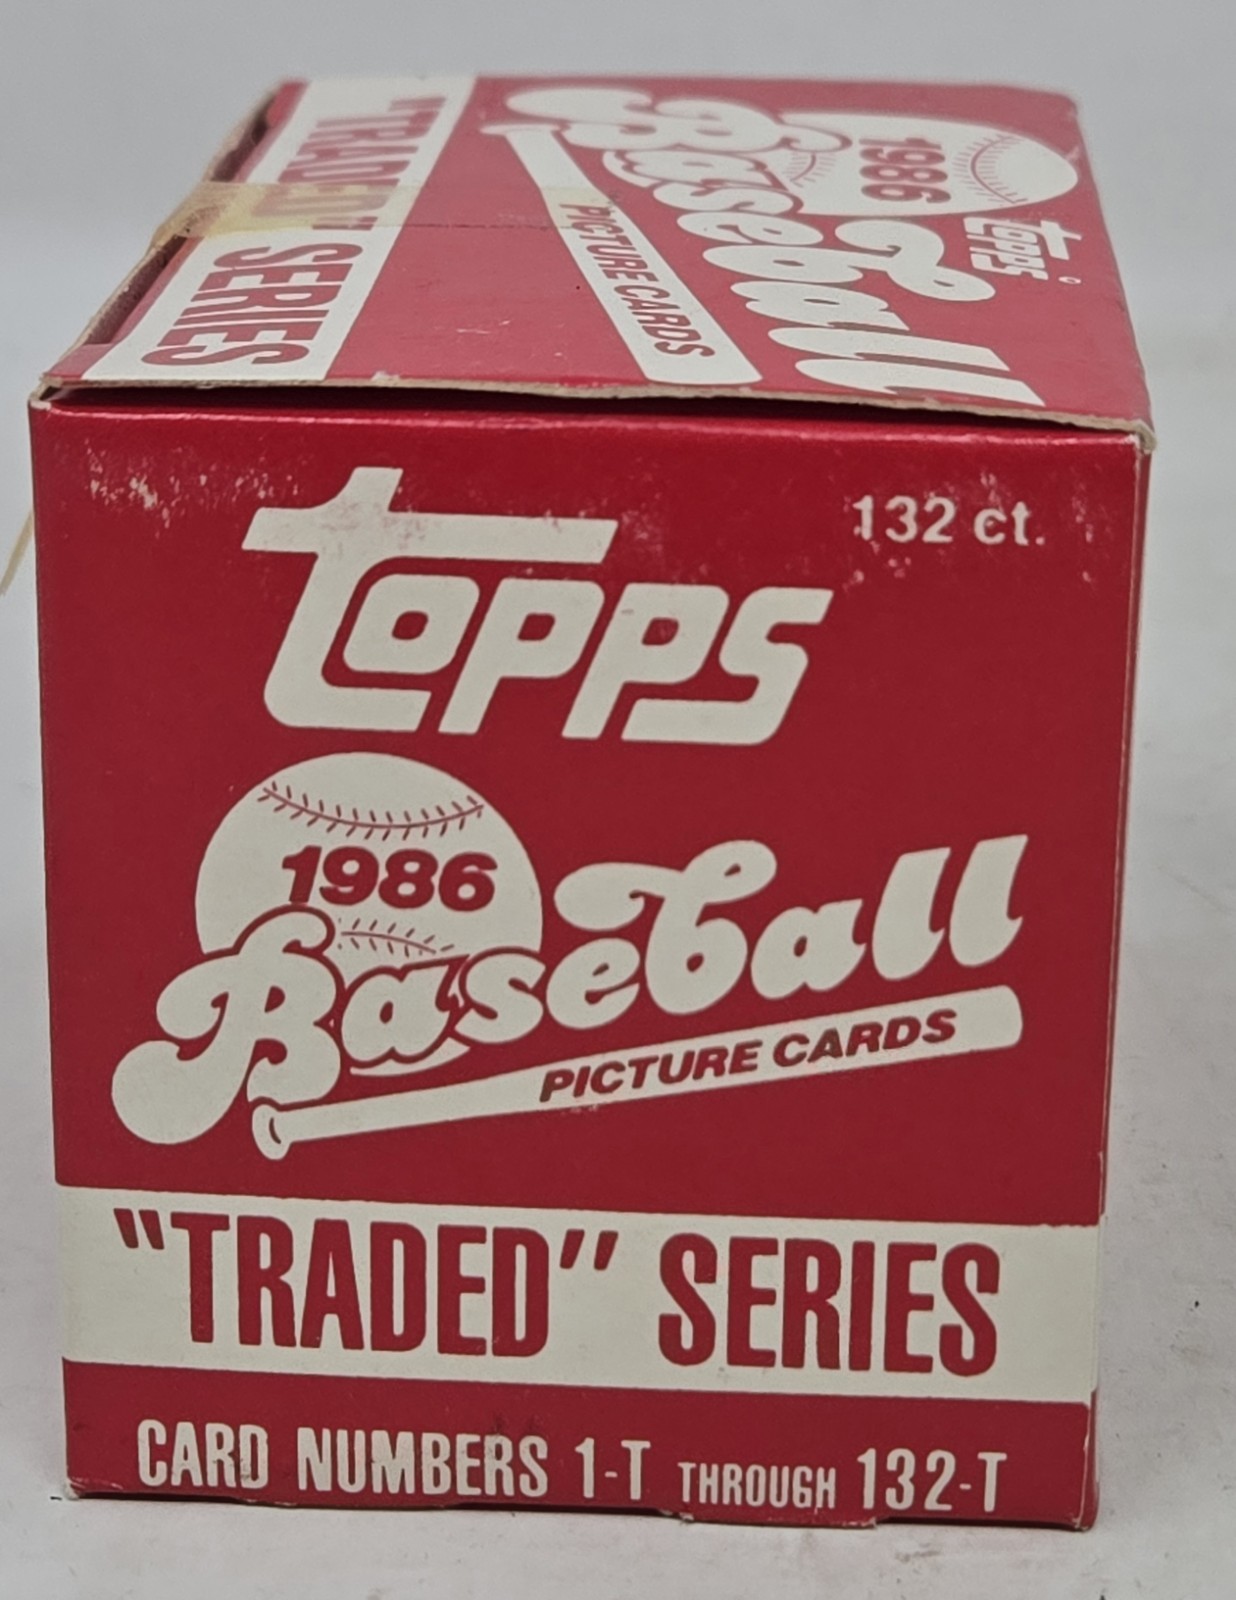 "TRADED" SERIES
PICTURE CARDS
Baseball
1986
topps
topps
132 ct.
1986
Baseball
PICTURE CARDS
"TRADED" SERIES
CARD NUMBERS 1-T THROUGH 132-T